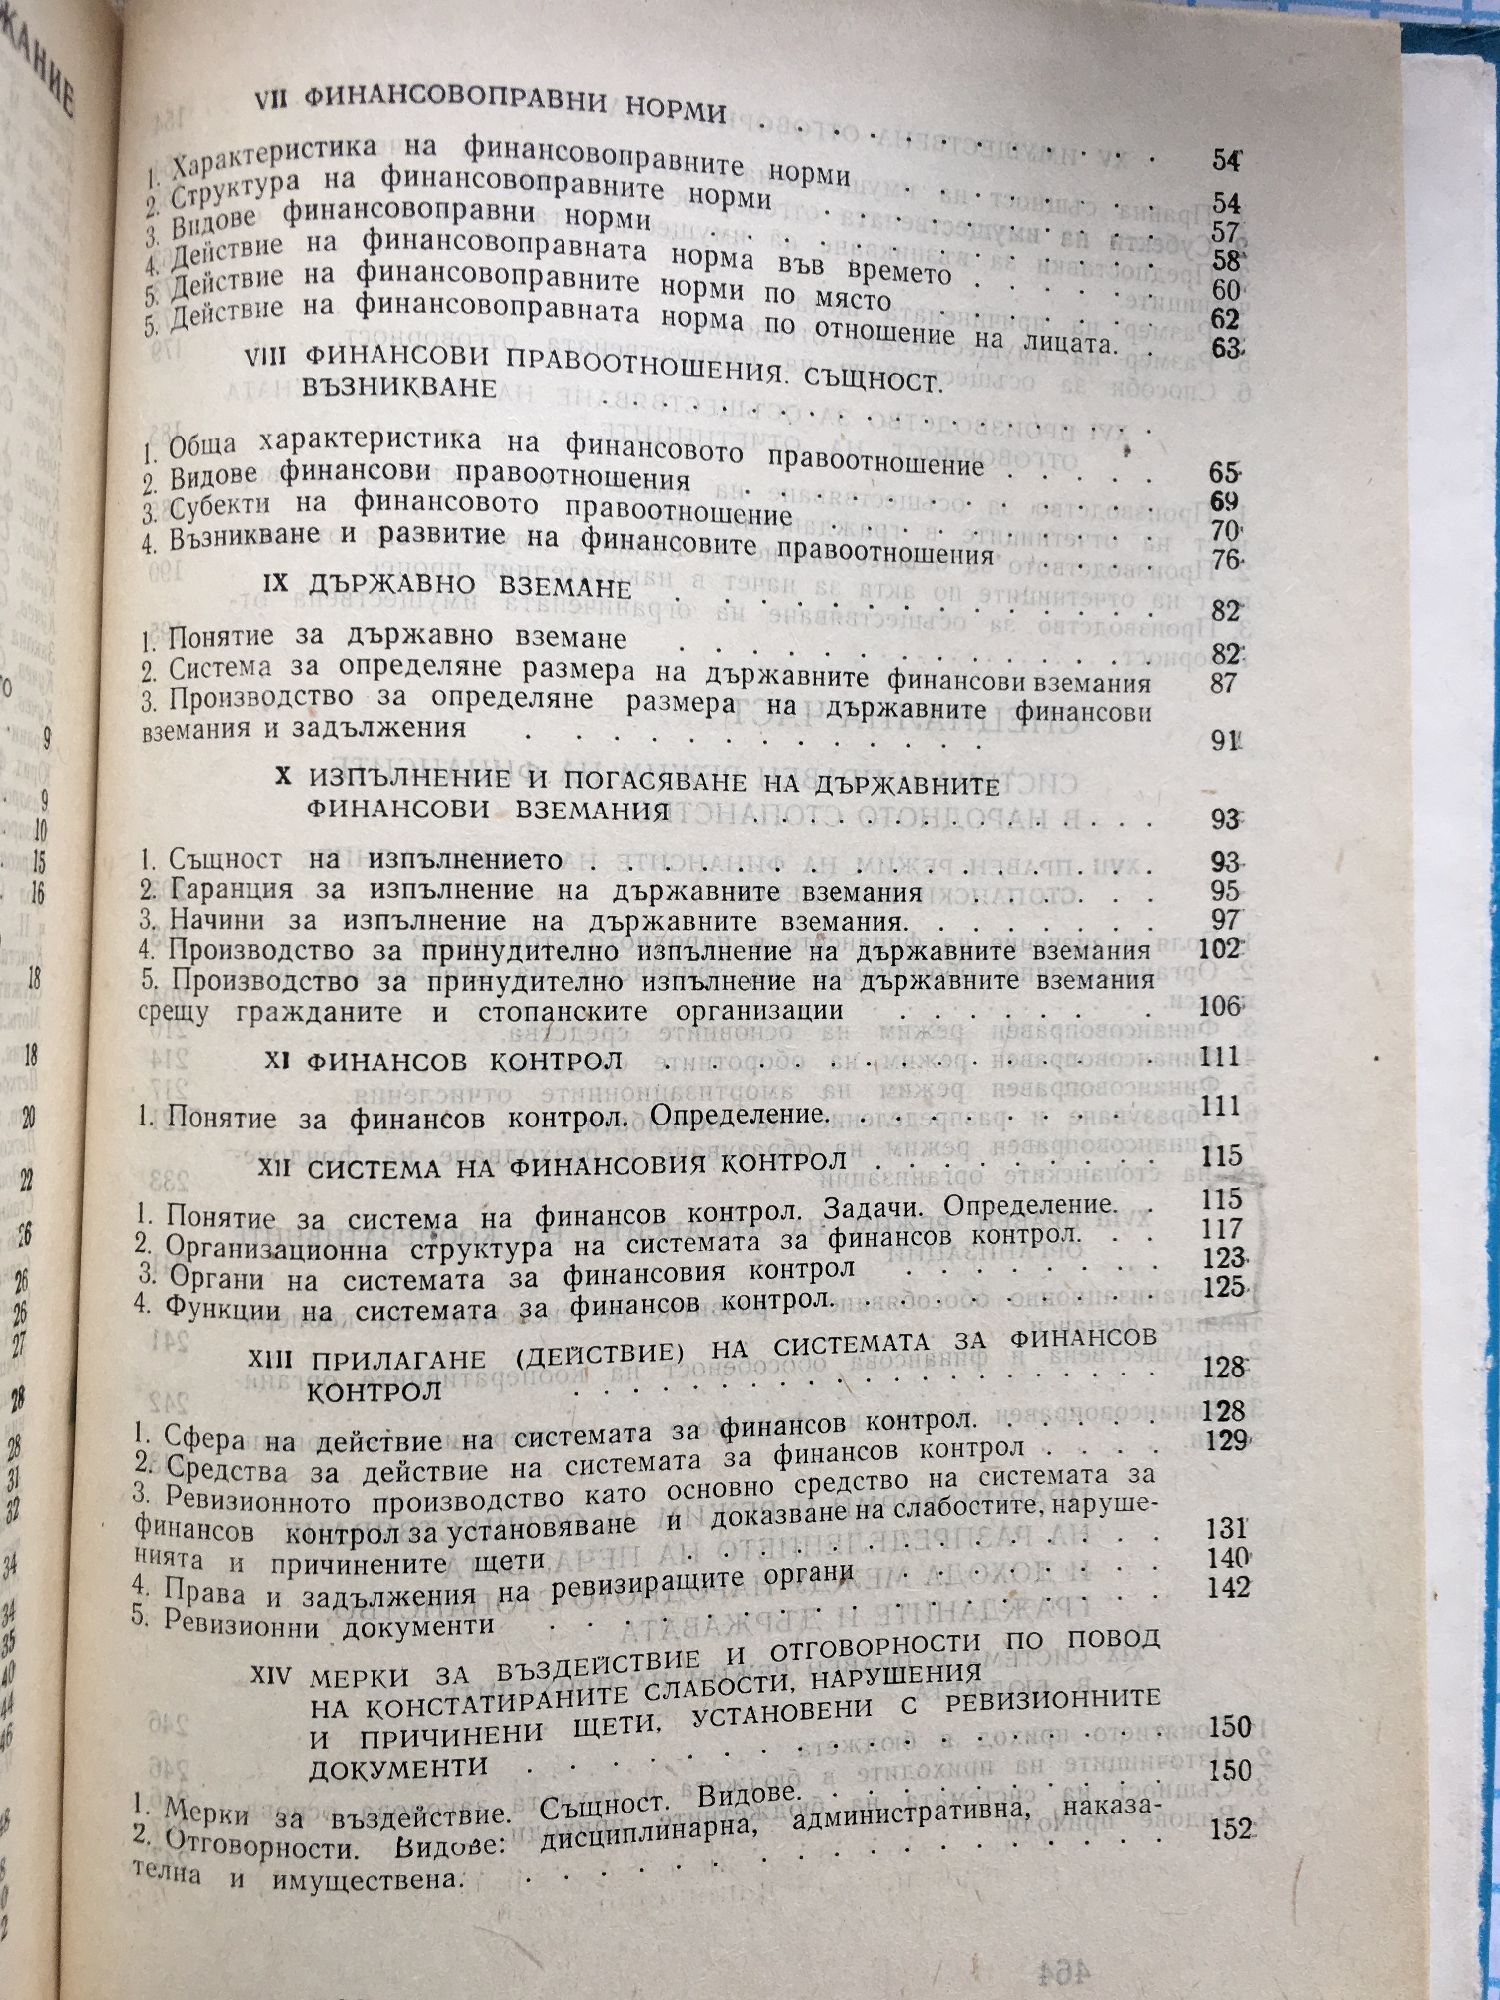 VII ФИНАНСОВОПРАВНИ НОРМИ . . . . . . . . . . . 54
1. Характеристика на финансовоправните норми . . . . . . . . 54
2. Структура на финансовоправните норми . . . . . . . . . . 57
3. Видове финансовоправни норми . . . . . . . . . . . . 58
4. Действие на финансовоправната норма във времето . . . . . 60
5. Действие на финансовоправните норми по място . . . . . . 62
5. Действие на финансовоправната норма по отношение на лицата. . 63
VIII ФИНАНСОВИ ПРАВООТНОШЕНИЯ. СЪЩНОСТ.
ВЪЗНИКВАНЕ . . . . . . . . . . . . . . . . . . .
1. Обща характеристика на финансовото правоотношение . . . . . 65
2. Видове финансови правоотношения . . . . . . . . . . . 69
3. Субекти на финансовото правоотношение . . . . . . . . . 70
4. Възникване и развитие на финансовите правоотношения . . . . 76
IX ДЪРЖАВНО ВЗЕМАНЕ . . . . . . . . . . . . . . 82
1. Понятие за държавно вземане . . . . . . . . . . . . . 82
2. Система за определяне размера на държавните финансови вземания 87
3. Производство за определяне размера на държавните финансови
вземания и задължения . . . . . . . . . . . . 91
X ИЗПЪЛНЕНИЕ И ПОГАСЯВАНЕ НА ДЪРЖАВНИТЕ
ФИНАНСОВИ ВЗЕМАНИЯ . . . . . . . . . . . . . 93
1. Същност на изпълнението . . . . . . . . . . . . . . . . 93
2. Гаранция за изпълнение на държавните вземания . . . . . . 95
3. Начини за изпълнение на държавните вземания. . . . . . . . 97
4. Производство за принудително изпълнение на държавните вземания 102
5. Производство за принудително изпълнение на държавните вземания
срещу гражданите и стопанските организации . . . . . . . 106
XI ФИНАНСОВ КОНТРОЛ . . . . . . . . . . . . . . 111
1. Понятие за финансов контрол. Определение. . . . . . . . . . 111
XII СИСТЕМА НА ФИНАНСОВИЯ КОНТРОЛ . . . . . . . . . 115
1. Понятие за система на финансов контрол. Задачи. Определение. . 115
2. Организационна структура на системата за финансов контрол. . . 117
3. Органи на системата за финансовия контрол . . . . . . . . 123
4. Функции на системата за финансов контрол. . . . . . . . . . 125
XIII ПРИЛАГАНЕ (ДЕЙСТВИЕ) НА СИСТЕМАТА ЗА ФИНАНСОВ
КОНТРОЛ . . . . . . . . . . . . . . . . . . 128
1. Сфера на действие на системата за финансов контрол. . . . . . 128
2. Средства за действие на системата за финансов контрол . . . . 129
3. Ревизионното производство като основно средство на системата за
финансов контрол за установяване и доказване на слабостите, наруше-
нията и причинените щети . . . . . . . . . . . . . . 131
4. Права и задължения на ревизиращите органи . . . . . . . 140
5. Ревизионни документи . . . . . . . . . . . . . . . . 142
XIV МЕРКИ ЗА ВЪЗДЕЙСТВИЕ И ОТГОВОРНОСТИ ПО ПОВОД
НА КОНСТАТИРАНИТЕ СЛАБОСТИ, НАРУШЕНИЯ
И ПРИЧИНЕНИ ЩЕТИ, УСТАНОВЕНИ С РЕВИЗИОННИТЕ
ДОКУМЕНТИ . . . . . . . . . . . . . . . . . 150
1. Мерки за въздействие. Същност. Видове. . . . . . . . . . . 150
2. Отговорности. Видове: дисциплинарна, административна, наказа-
телна и имуществена. . . . . . . . . . . . . . . . . 152